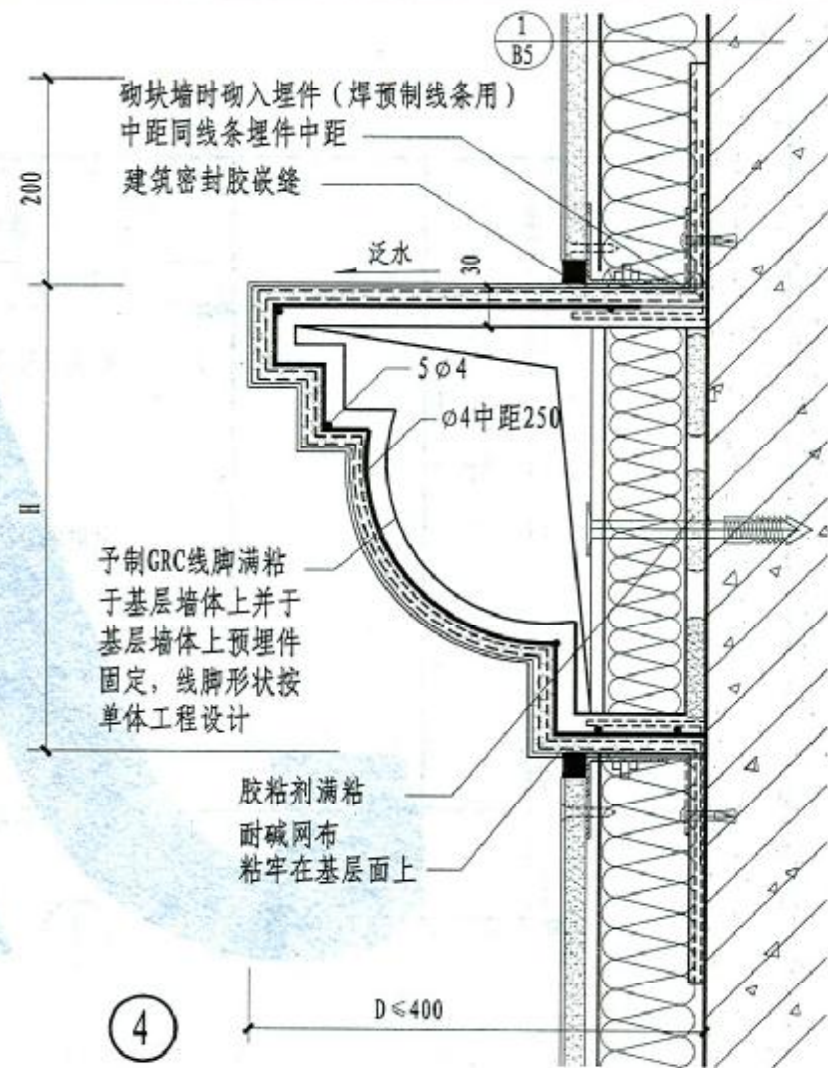 1
B5
砌块墙时砌入埋件（焊预制线条用）
中距同线条埋件中距
建筑密封胶嵌缝
200
泛水
30
5⌀4
⌀4中距250
H
予制GRC线脚满粘
于基层墙体上并于
基层墙体上预埋件
固定，线脚形状按
单体工程设计
胶粘剂满粘
耐碱网布
粘牢在基层面上
D≤400
4